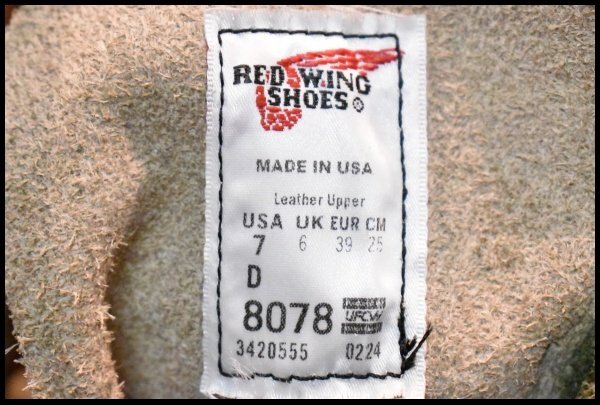 RED WING
SHOES®
MADE IN USA
Leather Upper
USA UK EUR CM
7 6 39 25
D
8078 UFCW
3420555 0224